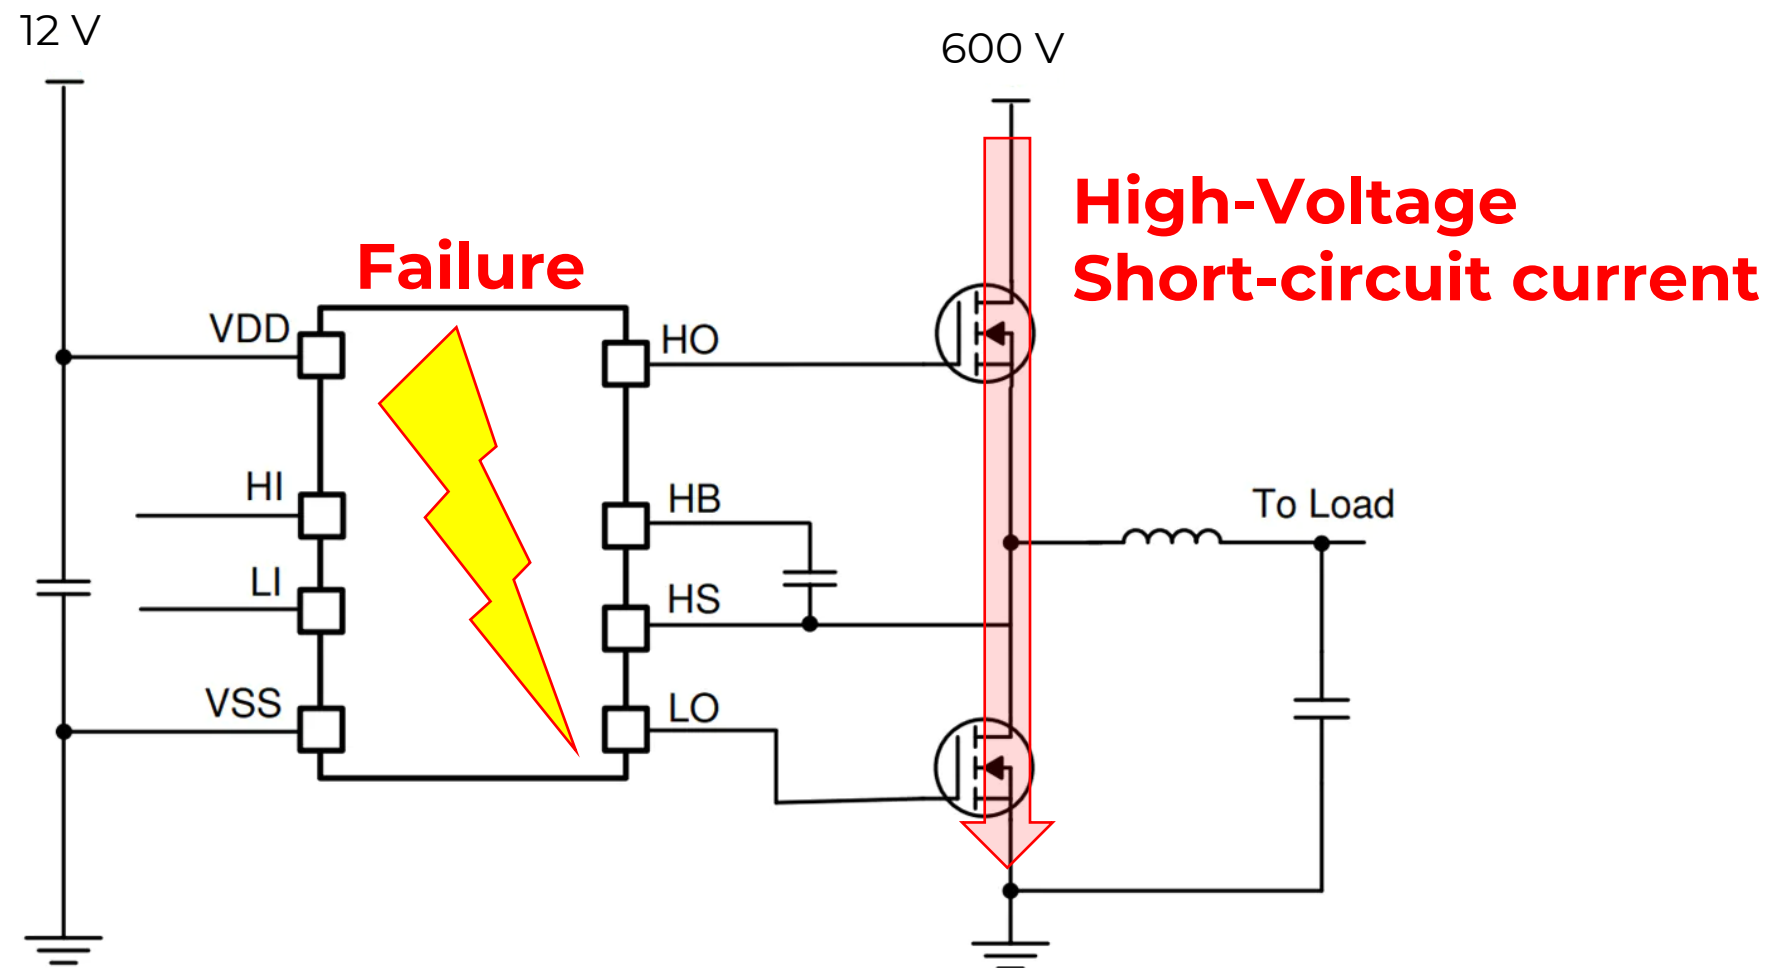 12 V
600 V
High-Voltage
Short-circuit current
Failure
VDD
HO
HI
HB
LI
HS
To Load
VSS
LO